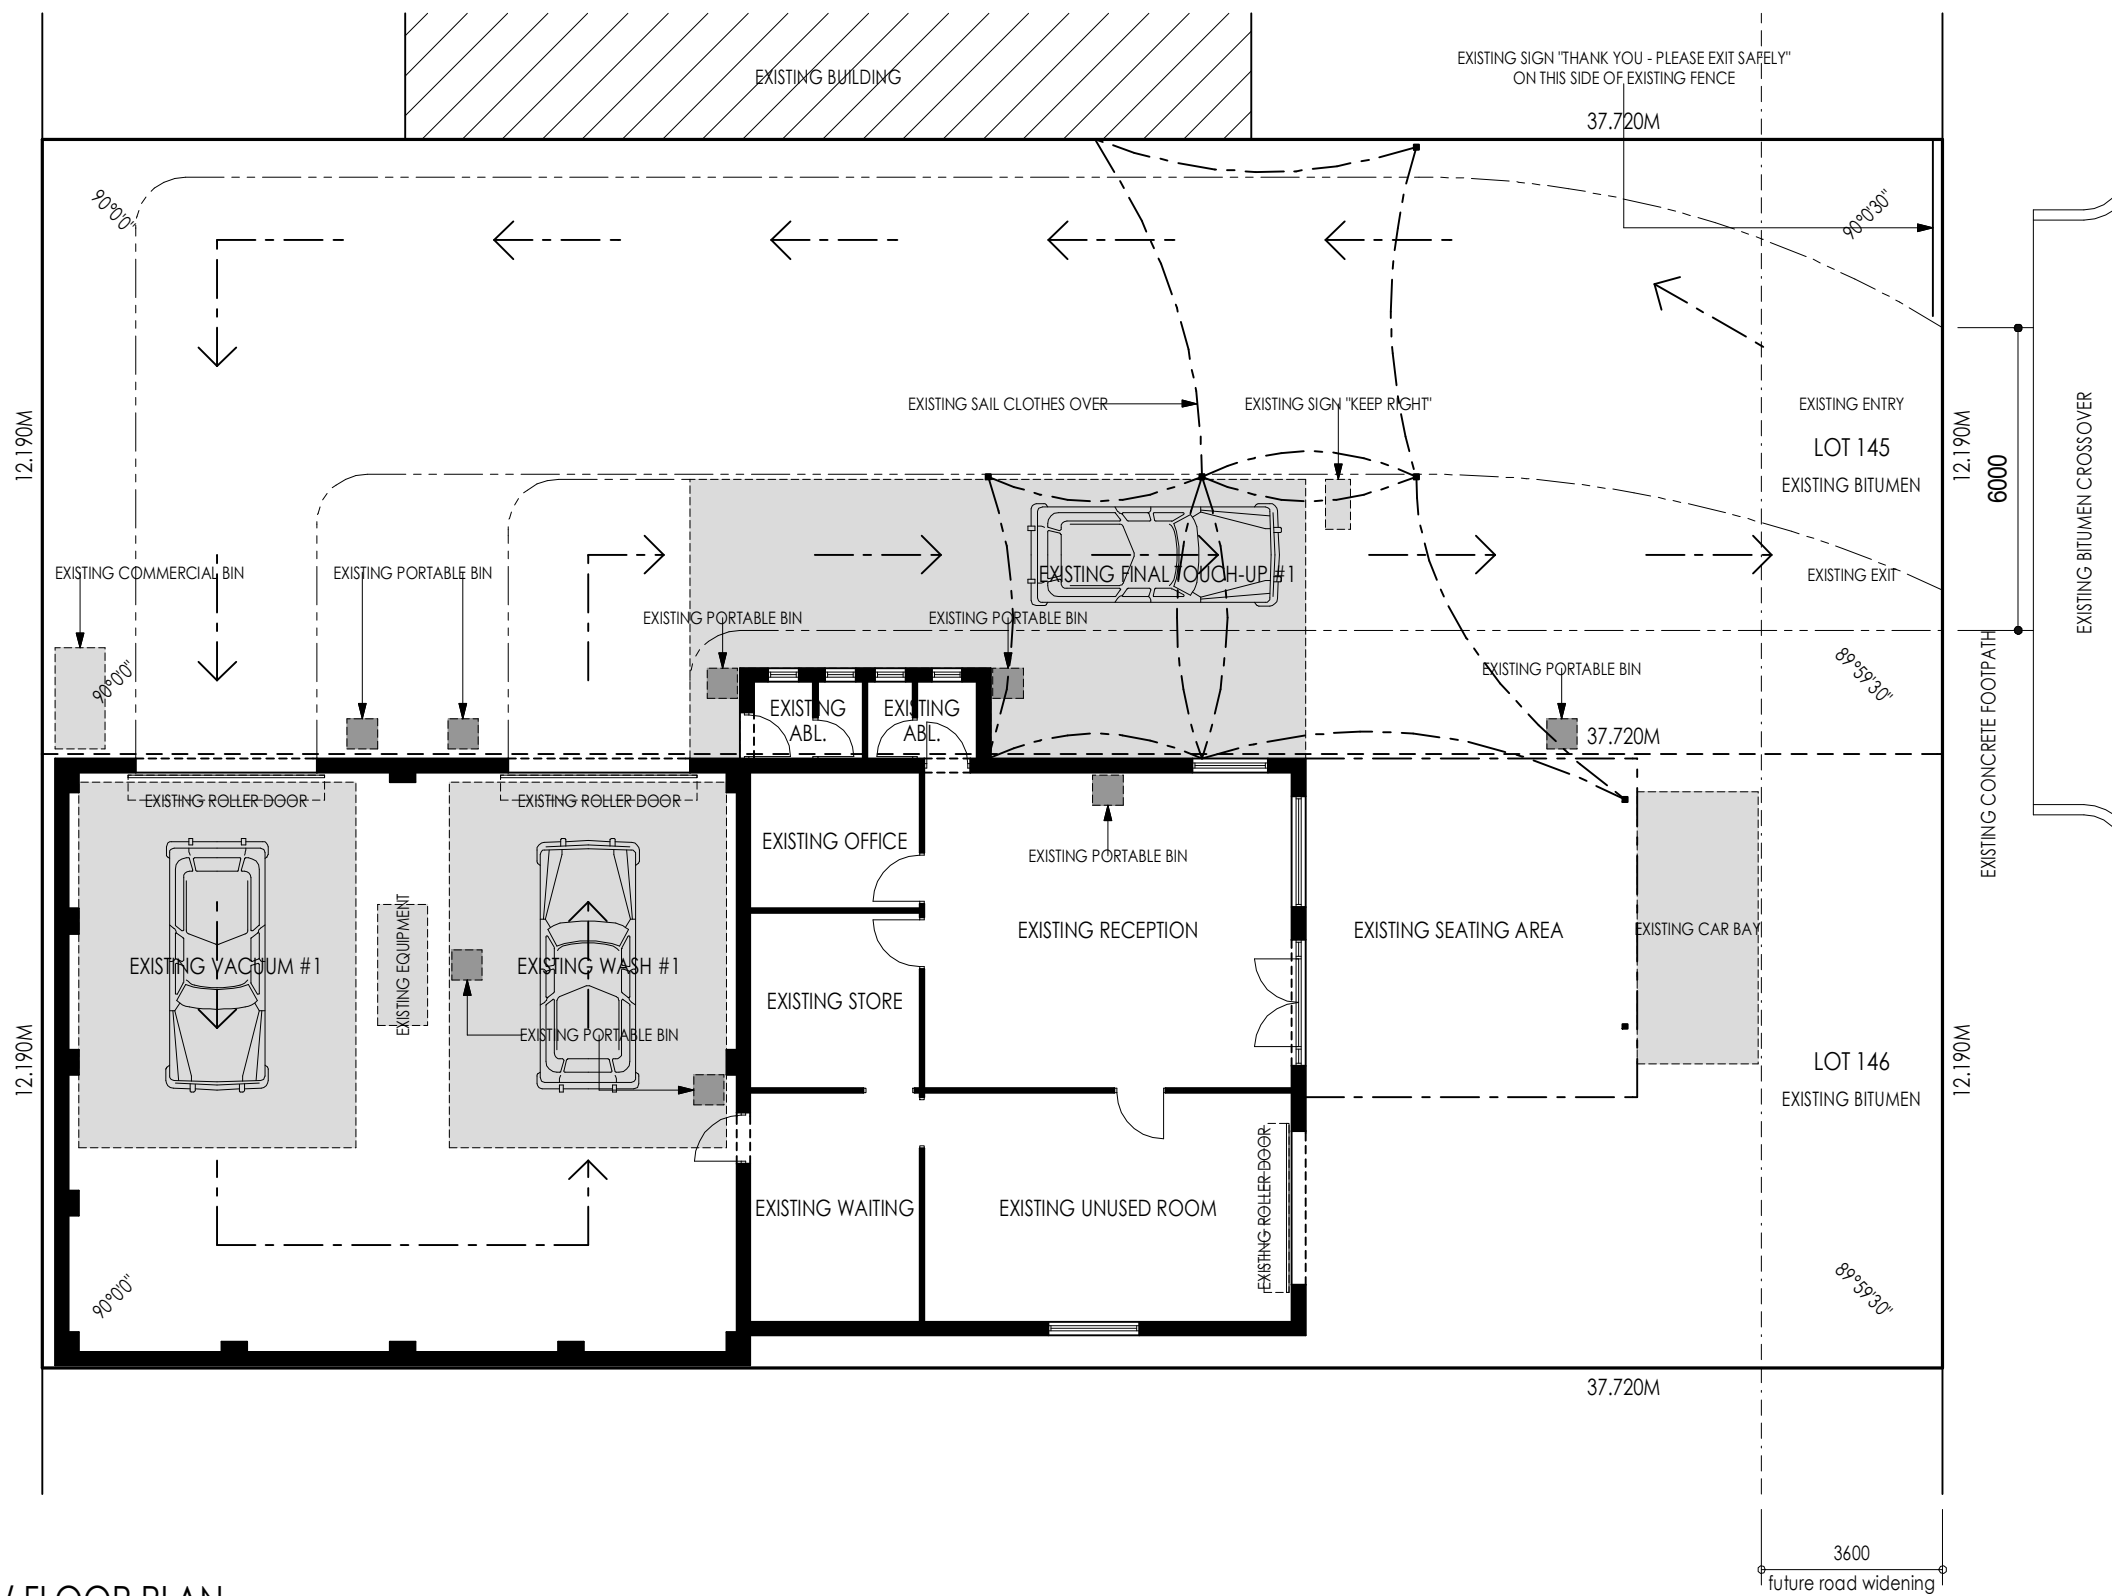 EXISTING BUILDING
EXISTING SIGN "THANK YOU - PLEASE EXIT SAFELY"
ON THIS SIDE OF EXISTING FENCE
37.720M
90°0'0"
90°0'30"
EXISTING SAIL CLOTHES OVER
EXISTING SIGN "KEEP RIGHT"
EXISTING ENTRY
LOT 145
EXISTING BITUMEN
12.190M
12.190M
6000
EXISTING BITUMEN CROSSOVER
EXISTING COMMERCIAL BIN
EXISTING PORTABLE BIN
EXISTING FINAL TOUCH-UP #1
EXISTING EXIT
EXISTING PORTABLE BIN
EXISTING PORTABLE BIN
EXISTING PORTABLE BIN
90°0'0"
89°59'30"
EXISTING CONCRETE FOOTPATH
EXISTING
ABL.
EXISTING
ABL.
37.720M
EXISTING ROLLER DOOR
EXISTING ROLLER DOOR
EXISTING OFFICE
EXISTING PORTABLE BIN
EXISTING RECEPTION
EXISTING SEATING AREA
EXISTING CAR BAY
EXISTING VACUUM #1
EXISTING EQUIPMENT
EXISTING WASH #1
EXISTING STORE
EXISTING PORTABLE BIN
12.190M
LOT 146
EXISTING BITUMEN
12.190M
EXISTING WAITING
EXISTING UNUSED ROOM
EXISTING ROLLER DOOR
90°0'0"
89°59'30"
37.720M
3600
future road widening
/ FLOOR PLAN